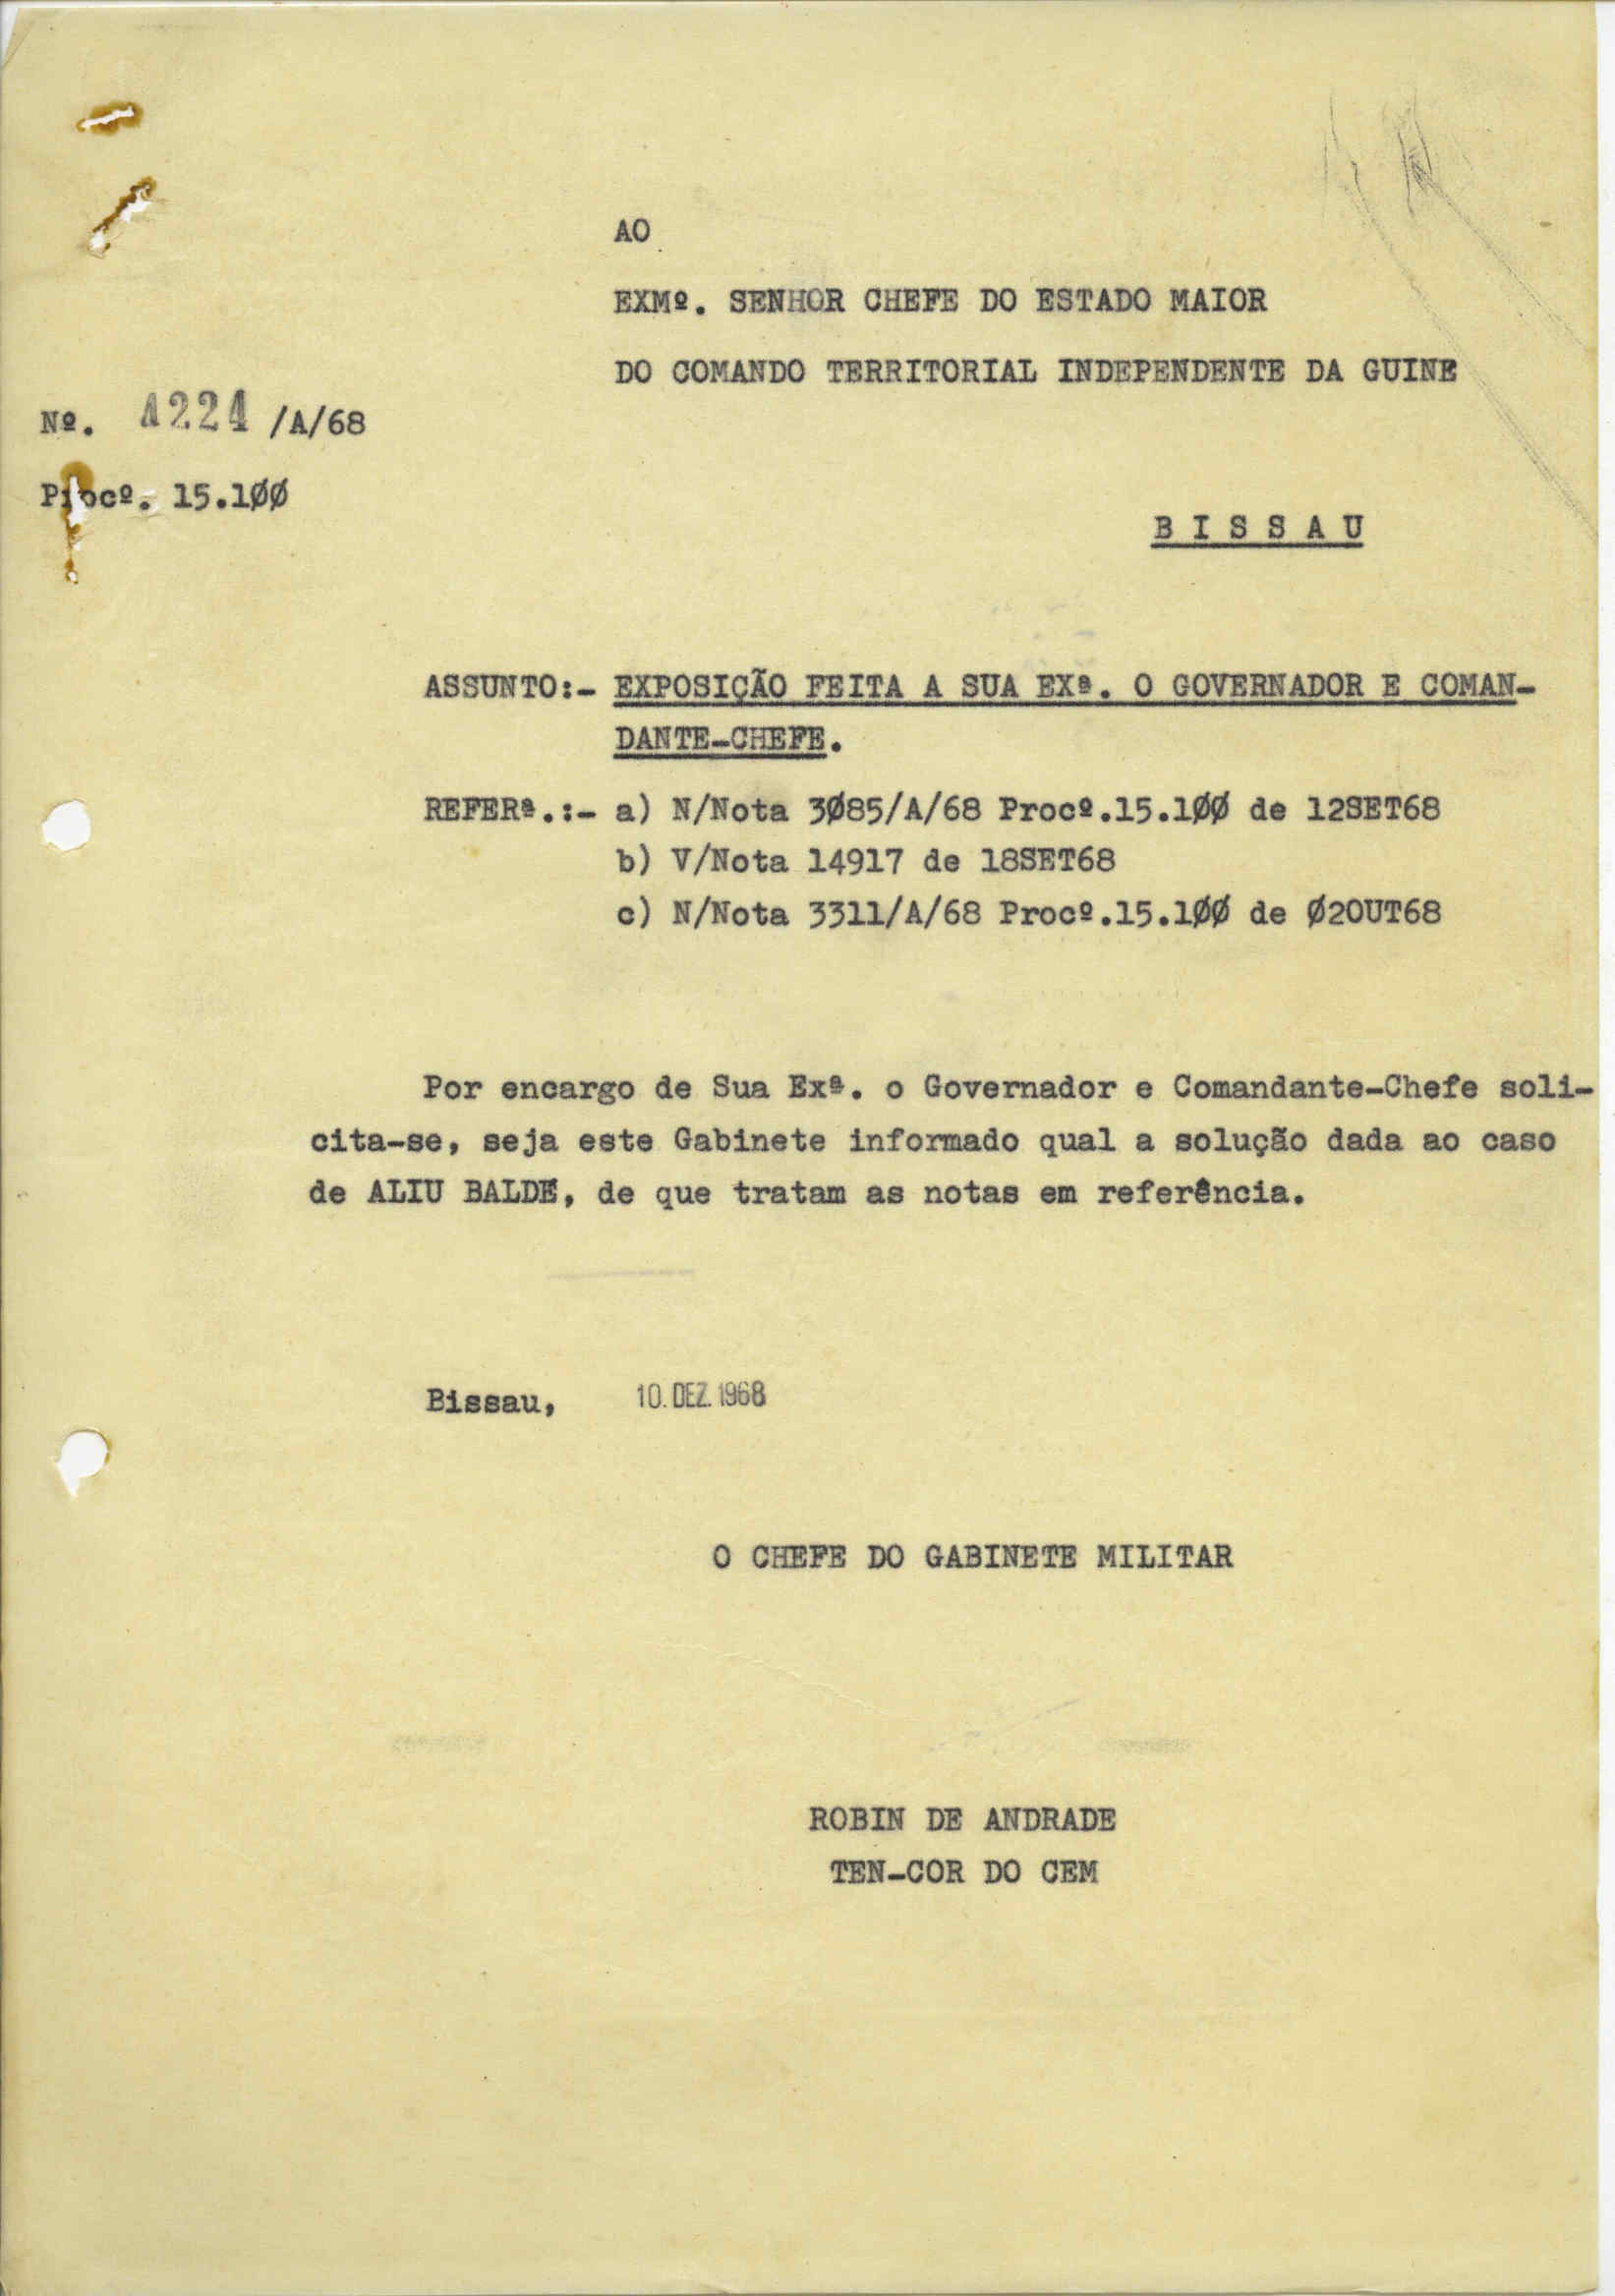 AO
EXMº. SENHOR CHEFE DO ESTADO MAIOR
DO COMANDO TERRITORIAL INDEPENDENTE DA GUINE
Nº. 4224 /A/68
Procº. 15.1ØØ
B I S S A U
ASSUNTO:- EXPOSIÇÃO FEITA A SUA EXª. O GOVERNADOR E COMAN-
DANTE-CHEFE.
REFERª.:- a) N/Nota 3Ø85/A/68 Procº.15.1ØØ de 12SET68
b) V/Nota 14917 de 18SET68
c) N/Nota 3311/A/68 Procº.15.1ØØ de Ø2OUT68
Por encargo de Sua Exª. o Governador e Comandante-Chefe soli-
cita-se, seja este Gabinete informado qual a solução dada ao caso
de ALIU BALDÉ, de que tratam as notas em referência.
Bissau, 10. DEZ. 1968
O CHEFE DO GABINETE MILITAR
ROBIN DE ANDRADE
TEN-COR DO CEM